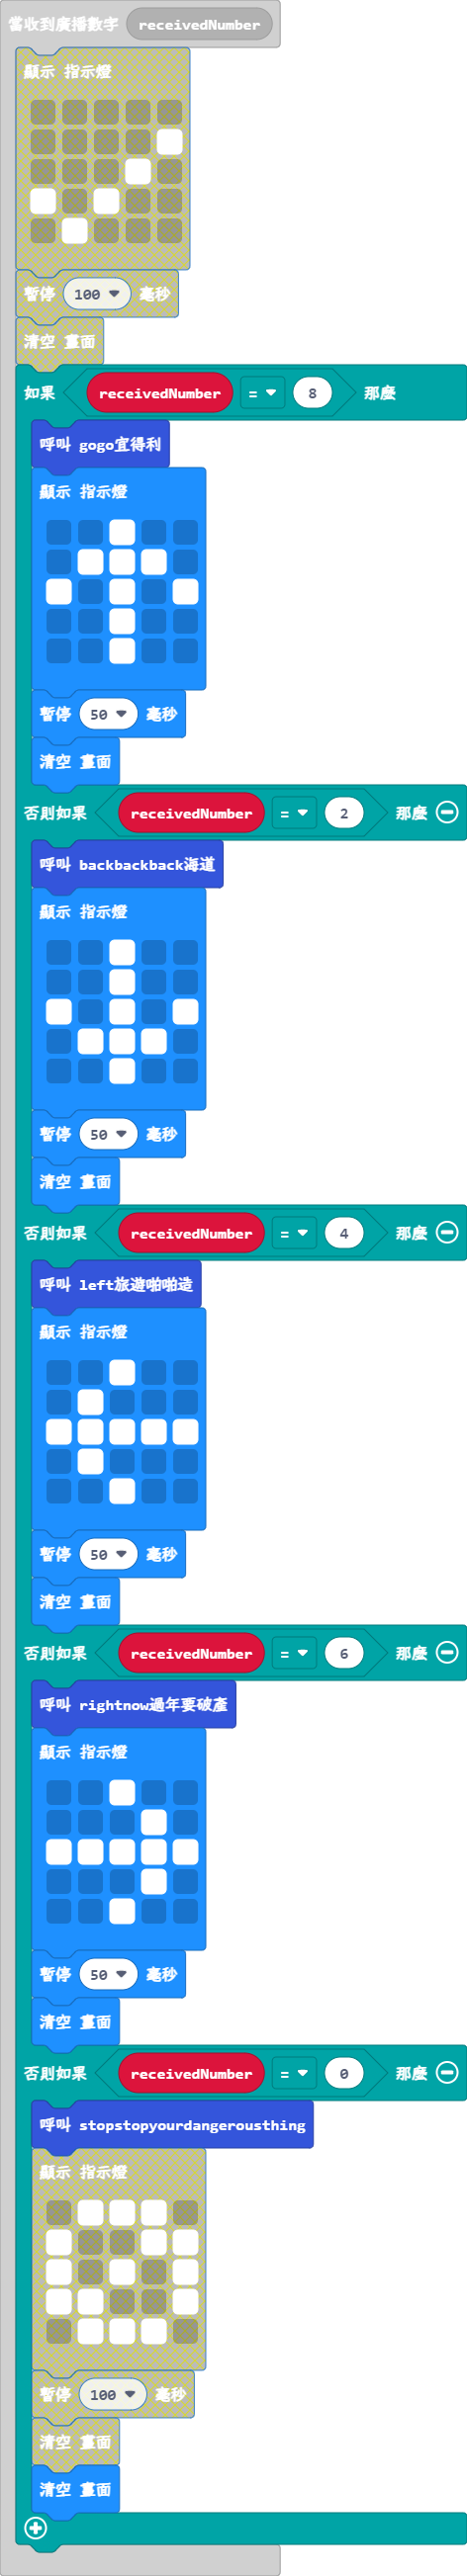 當收到廣播數字 receivedNumber
顯示 指示燈
暫停 100 毫秒
清空 畫面
如果 receivedNumber = 8 那麼
呼叫 gogo宜得利
顯示 指示燈
暫停 50 毫秒
清空 畫面
否則如果 receivedNumber = 2 那麼
呼叫 backbackback海道
顯示 指示燈
暫停 50 毫秒
清空 畫面
否則如果 receivedNumber = 4 那麼
呼叫 left旅遊啪啪造
顯示 指示燈
暫停 50 毫秒
清空 畫面
否則如果 receivedNumber = 6 那麼
呼叫 rightnow過年要破產
顯示 指示燈
暫停 50 毫秒
清空 畫面
否則如果 receivedNumber = 0 那麼
呼叫 stopstopyourdangerousthing
顯示 指示燈
暫停 100 毫秒
清空 畫面
清空 畫面